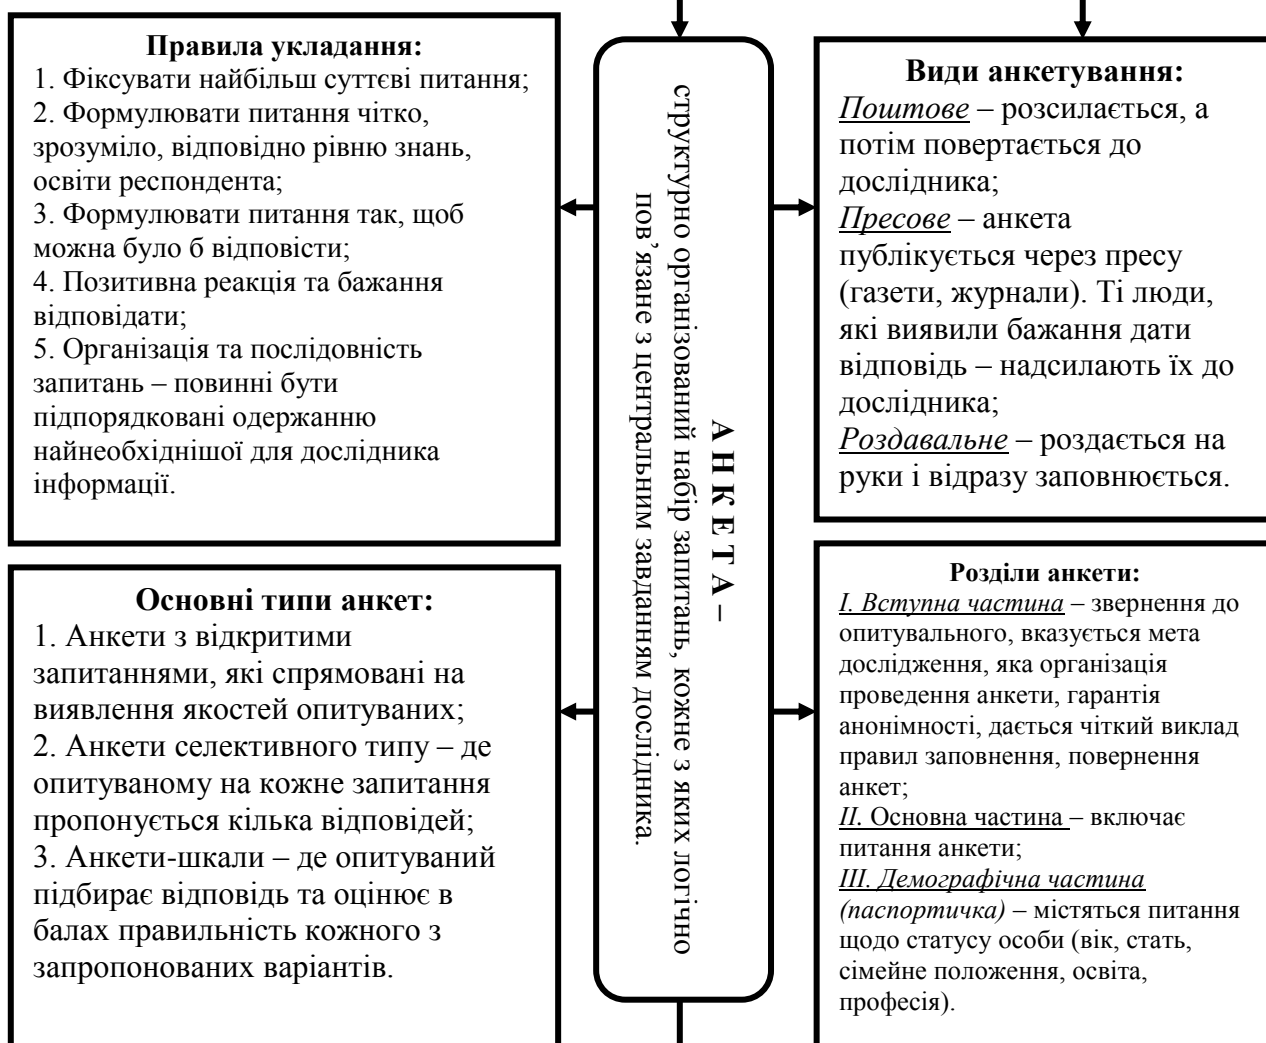 Правила укладання:
1. Фіксувати найбільш суттєві питання;
2. Формулювати питання чітко,
зрозуміло, відповідно рівню знань,
освіти респондента;
3. Формулювати питання так, щоб
можна було б відповісти;
4. Позитивна реакція та бажання
відповідати;
5. Організація та послідовність
запитань – повинні бути
підпорядковані одержанню
найнеобхіднішої для дослідника
інформації.
Основні типи анкет:
1. Анкети з відкритими
запитаннями, які спрямовані на
виявлення якостей опитуваних;
2. Анкети селективного типу – де
опитуваному на кожне запитання
пропонується кілька відповідей;
3. Анкети-шкали – де опитуваний
підбирає відповідь та оцінює в
балах правильність кожного з
запропонованих варіантів.
А Н К Е Т А –
структурно організований набір запитань, кожне з яких логічно
пов’язане з центральним завданням дослідника.
Види анкетування:
Поштове – розсилається, а
потім повертається до
дослідника;
Пресове – анкета
публікується через пресу
(газети, журнали). Ті люди,
які виявили бажання дати
відповідь – надсилають їх до
дослідника;
Роздавальне – роздається на
руки і відразу заповнюється.
Розділи анкети:
I. Вступна частина – звернення до
опитувального, вказується мета
дослідження, яка організація
проведення анкети, гарантія
анонімності, дається чіткий виклад
правил заповнення, повернення
анкет;
II. Основна частина – включає
питання анкети;
III. Демографічна частина
(паспортичка) – містяться питання
щодо статусу особи (вік, стать,
сімейне положення, освіта,
професія).